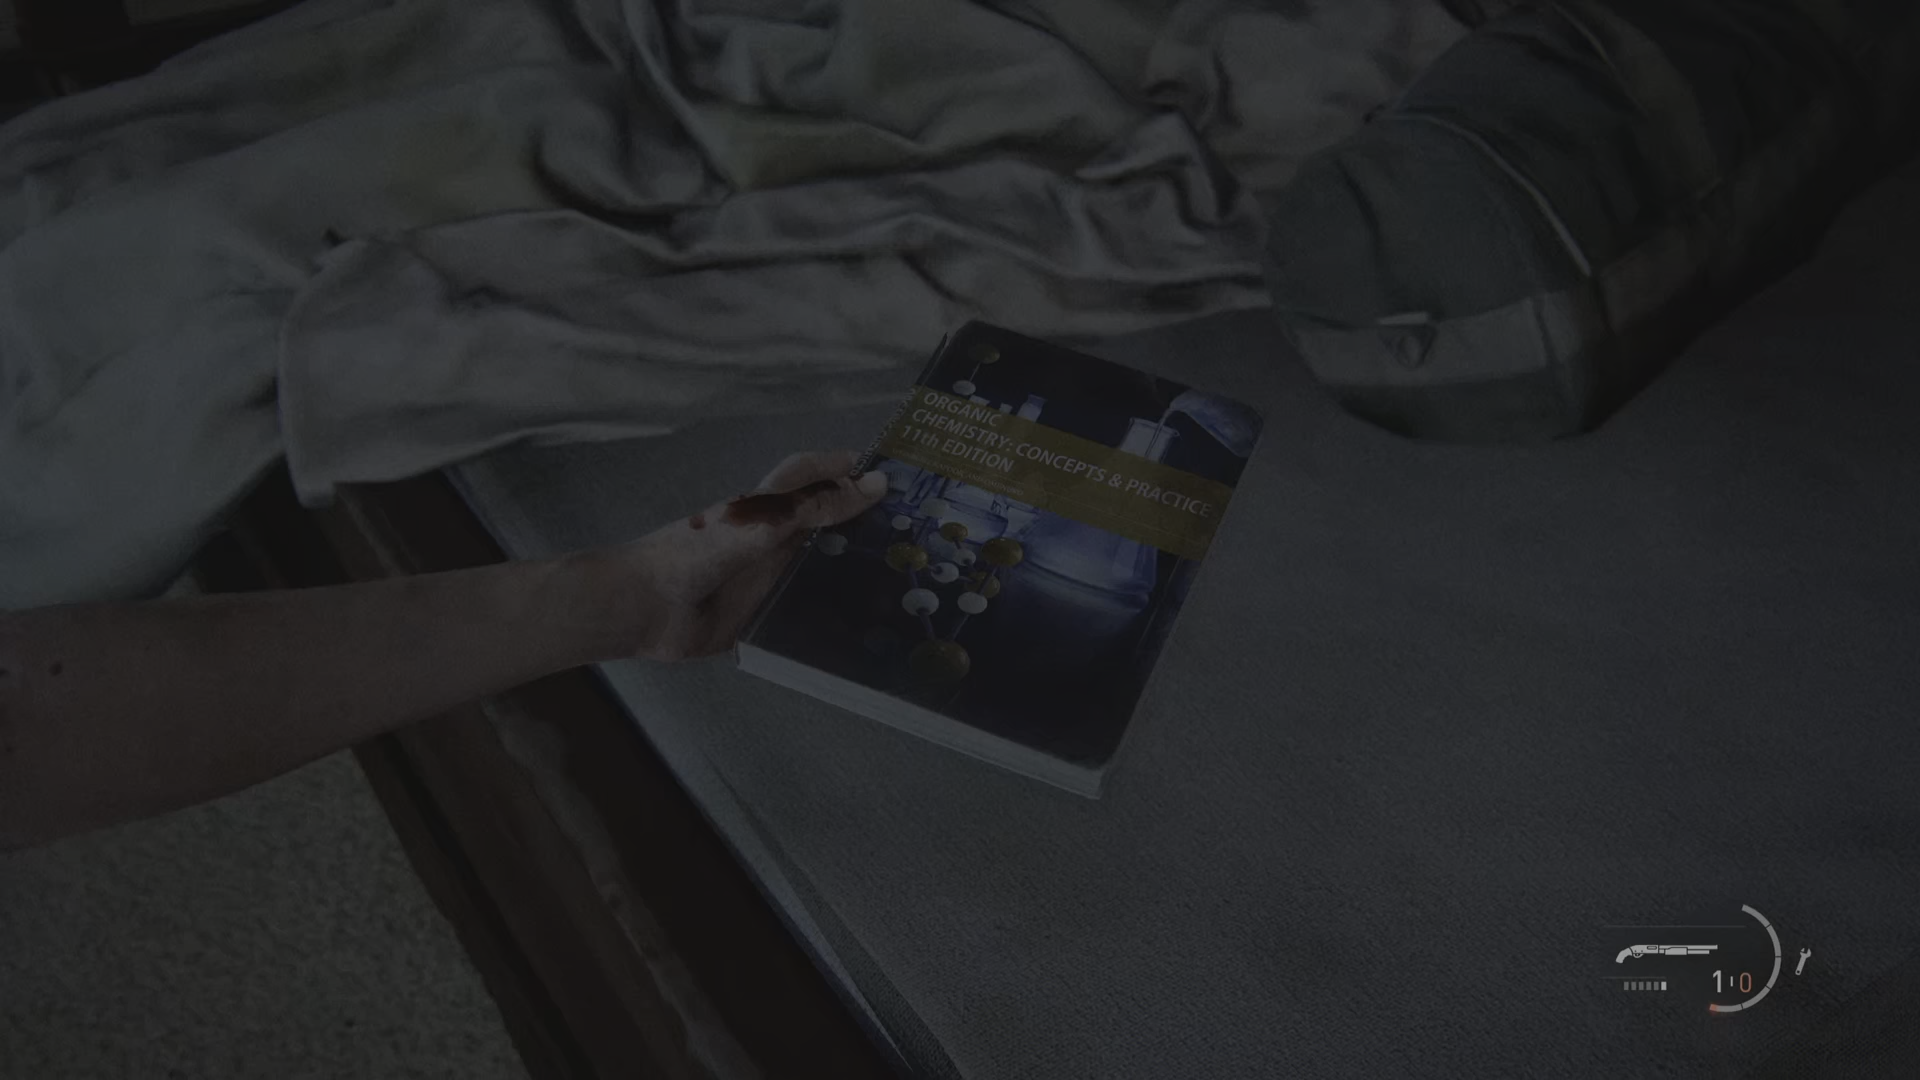 ORGANIC
CHEMISTRY: CONCEPTS & PRACTICE
11th EDITION
1 0